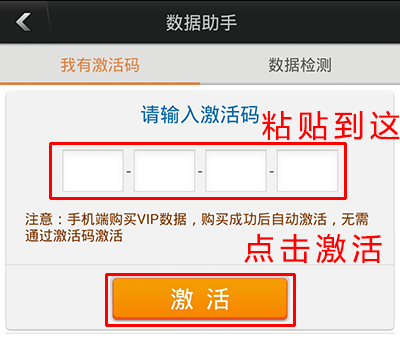 数据助手
我有激活码
数据检测
请输入激活码
粘贴到这
- - -
注意：手机端购买VIP数据，购买成功后自动激活，无需
通过激活码激活
点击激活
激 活